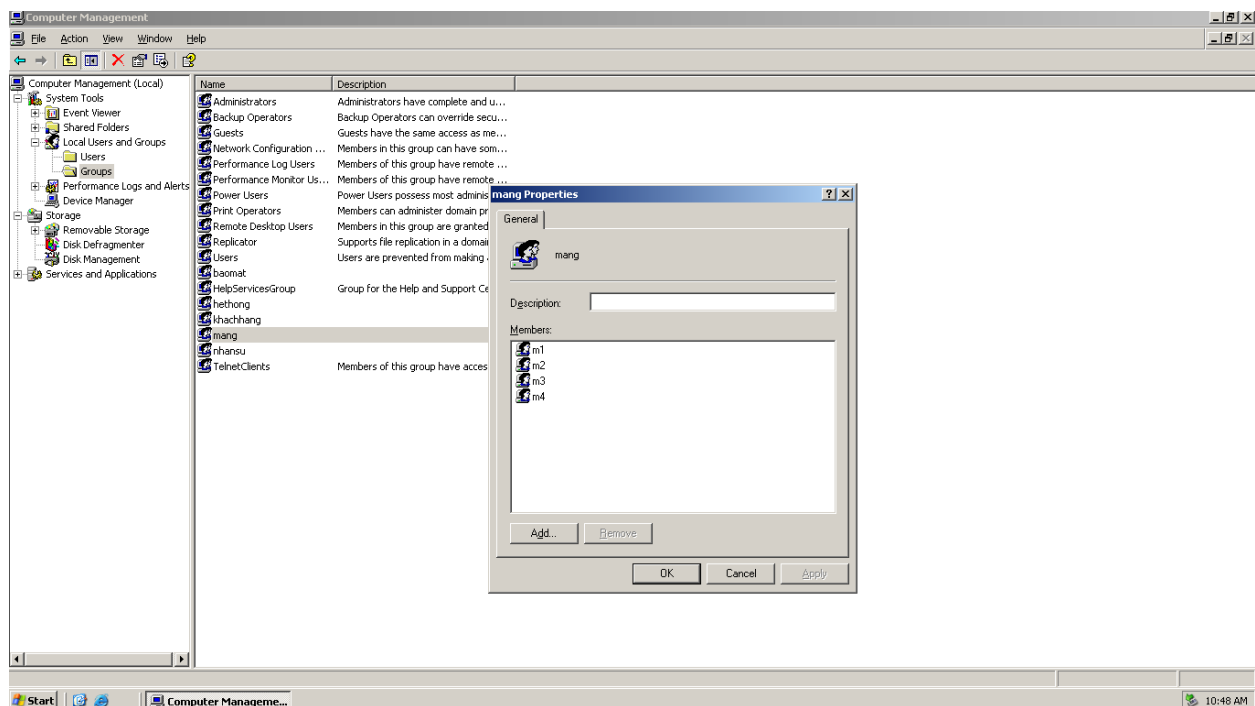 Computer Management
File Action View Window Help
Computer Management (Local)
System Tools
Event Viewer
Shared Folders
Local Users and Groups
Users
Groups
Performance Logs and Alerts
Device Manager
Storage
Removable Storage
Disk Defragmenter
Disk Management
Services and Applications
Name Description
Administrators Administrators have complete and u...
Backup Operators Backup Operators can override secu...
Guests Guests have the same access as me...
Network Configuration ... Members in this group can have som...
Performance Log Users Members of this group have remote ...
Performance Monitor Us... Members of this group have remote ...
Power Users Power Users possess most adminis
Print Operators Members can administer domain pr
Remote Desktop Users Members in this group are granted
Replicator Supports file replication in a domai
Users Users are prevented from making
baomat
HelpServicesGroup Group for the Help and Support Ce
hethong
khachhang
mang
nhansu
TelnetClients Members of this group have acces
mang Properties
General
mang
Description:
Members:
m1
m2
m3
m4
Add... Remove
OK Cancel Apply
Start Computer Manageme... 10:48 AM